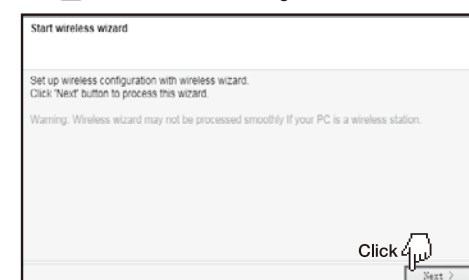 Start wireless wizard
Set up wireless configuration with wireless wizard.
Click 'Next' button to process this wizard.
Warning: Wireless wizard may not be processed smoothly If your PC is a wireless station.
Click
Next >